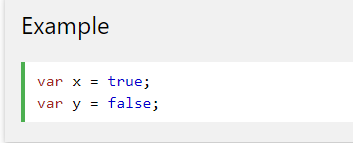 Example
var x = true;
var y = false;